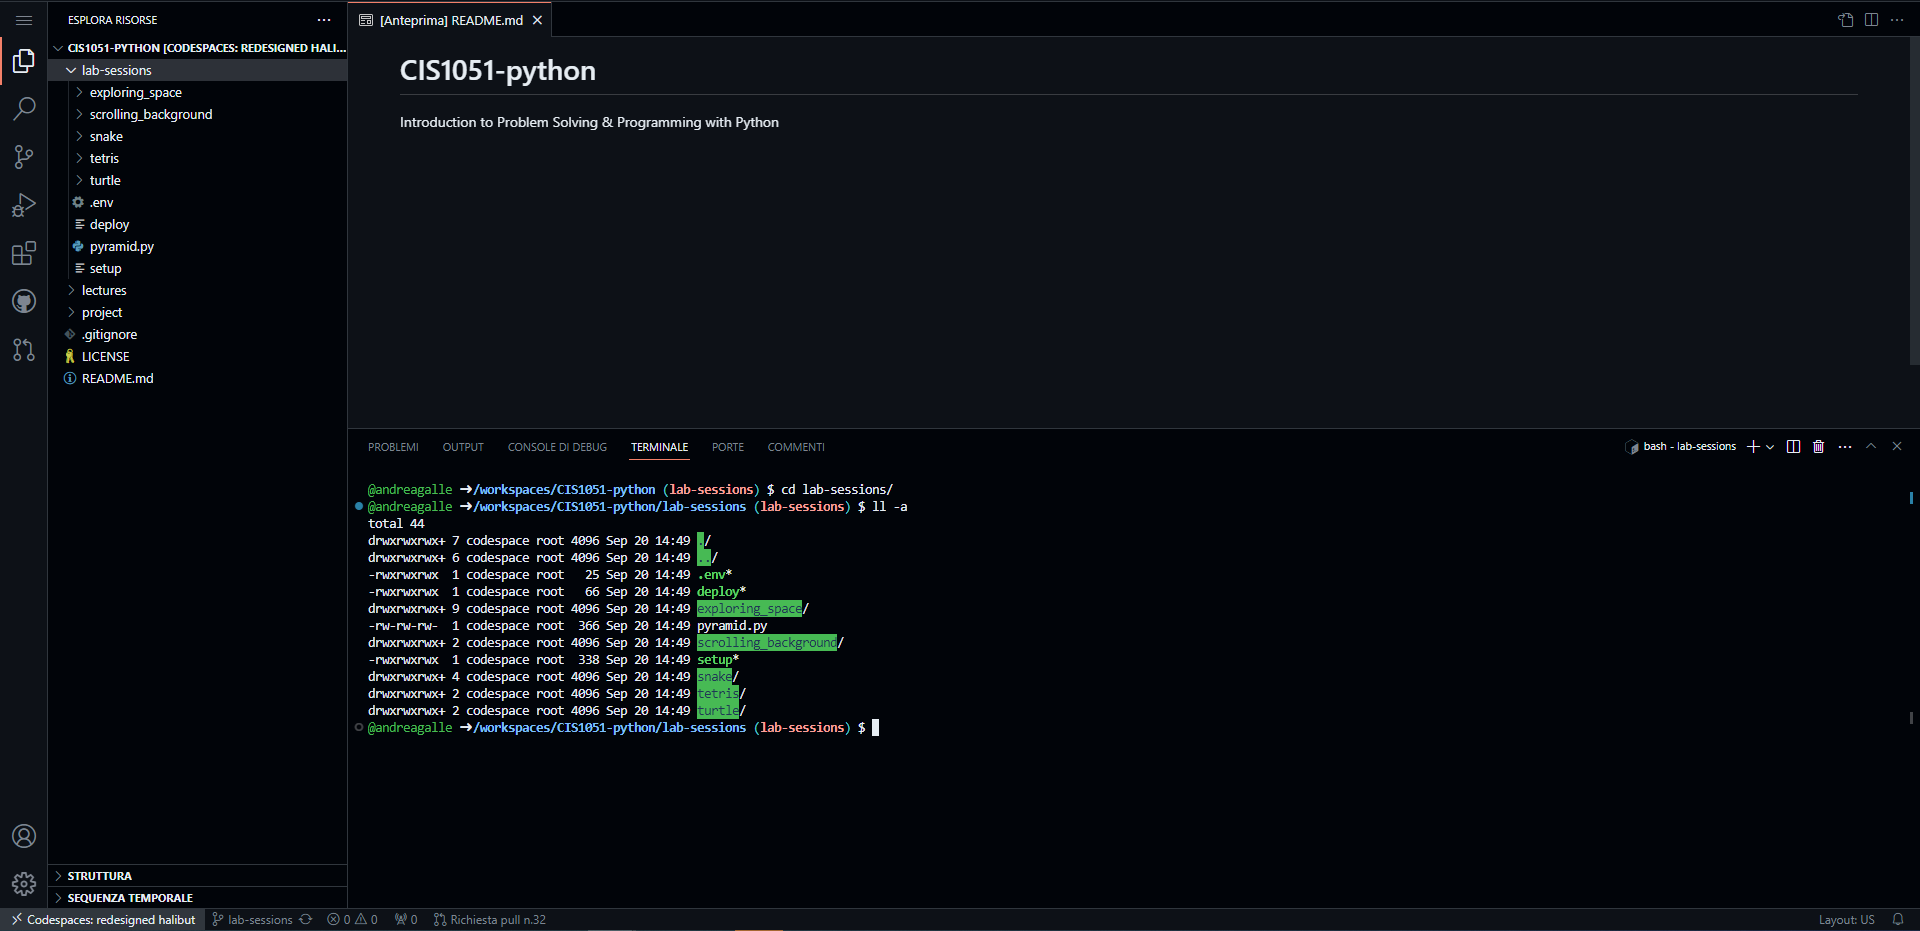 ESPLORA RISORSE
CIS1051-PYTHON [CODESPACES: REDESIGNED HALI...
lab-sessions
exploring_space
scrolling_background
snake
tetris
turtle
.env
deploy
pyramid.py
setup
lectures
project
.gitignore
LICENSE
README.md
STRUTTURA
SEQUENZA TEMPORALE
[Anteprima] README.md
CIS1051-python
Introduction to Problem Solving & Programming with Python
PROBLEMI OUTPUT CONSOLE DI DEBUG TERMINALE PORTE COMMENTI
bash - lab-sessions
@andreagalle ➜/workspaces/CIS1051-python (lab-sessions) $ cd lab-sessions/
@andreagalle ➜/workspaces/CIS1051-python/lab-sessions (lab-sessions) $ ll -a
total 44
drwxrwxrwx+ 7 codespace root 4096 Sep 20 14:49 ./
drwxrwxrwx+ 6 codespace root 4096 Sep 20 14:49 ../
-rwxrwxrwx  1 codespace root   25 Sep 20 14:49 .env*
-rwxrwxrwx  1 codespace root   66 Sep 20 14:49 deploy*
drwxrwxrwx+ 9 codespace root 4096 Sep 20 14:49 exploring_space/
-rw-rw-rw-  1 codespace root  366 Sep 20 14:49 pyramid.py
drwxrwxrwx+ 2 codespace root 4096 Sep 20 14:49 scrolling_background/
-rwxrwxrwx  1 codespace root  338 Sep 20 14:49 setup*
drwxrwxrwx+ 4 codespace root 4096 Sep 20 14:49 snake/
drwxrwxrwx+ 2 codespace root 4096 Sep 20 14:49 tetris/
drwxrwxrwx+ 2 codespace root 4096 Sep 20 14:49 turtle/
@andreagalle ➜/workspaces/CIS1051-python/lab-sessions (lab-sessions) $
Codespaces: redesigned halibut lab-sessions 0 0 0 Richiesta pull n.32 Layout: US